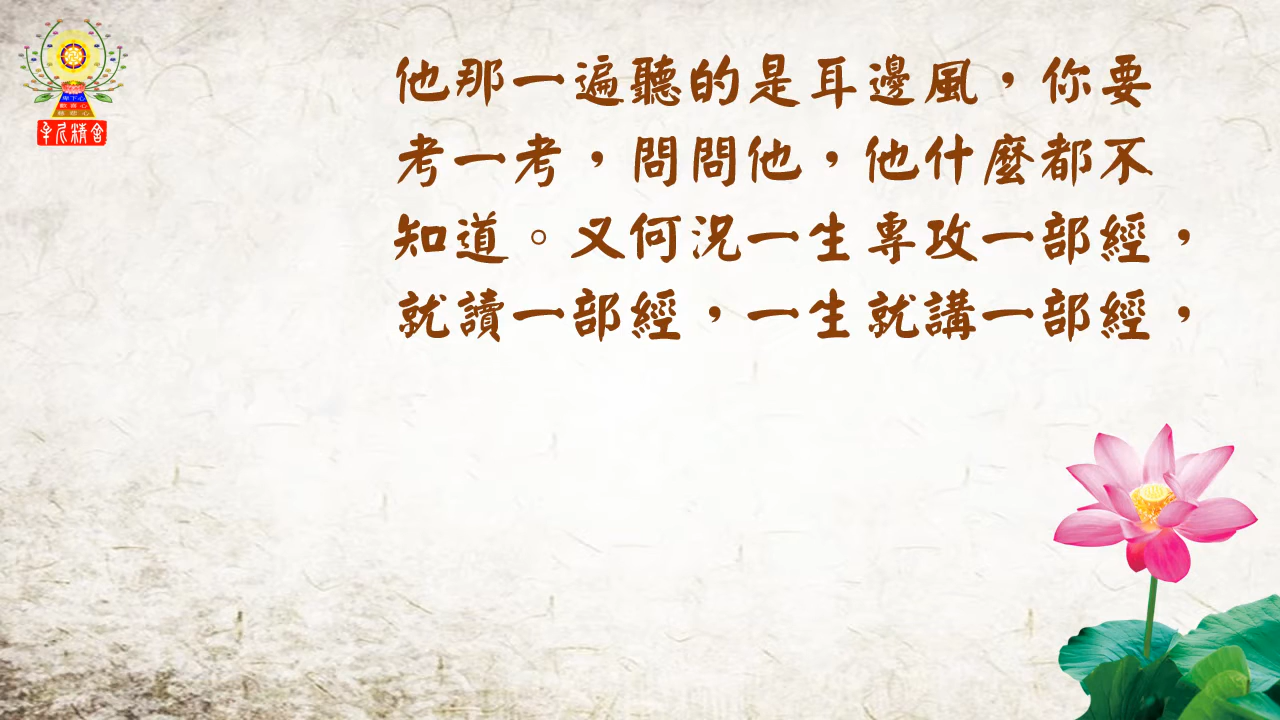 他那一遍聽的是耳邊風，你要
考一考，問問他，他什麼都不
知道。又何況一生專攻一部經，
就讀一部經，一生就講一部經，